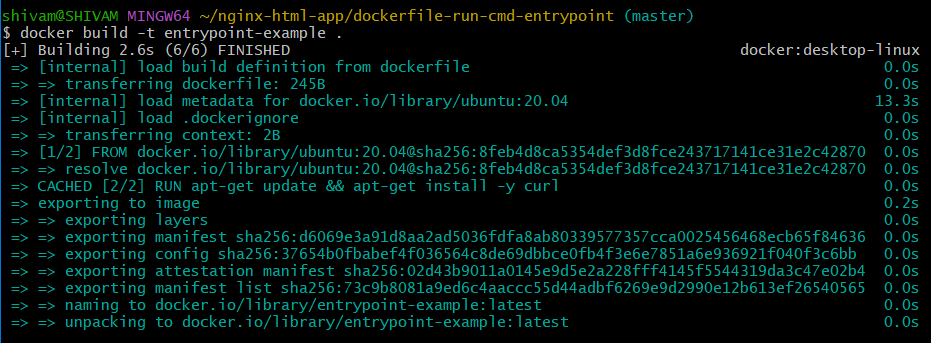 shivam@SHIVAM MINGW64 ~/nginx-html-app/dockerfile-run-cmd-entrypoint (master)
$ docker build -t entrypoint-example .
[+] Building 2.6s (6/6) FINISHED docker:desktop-linux
=> [internal] load build definition from dockerfile 0.0s
=> => transferring dockerfile: 245B 0.0s
=> [internal] load metadata for docker.io/library/ubuntu:20.04 13.3s
=> [internal] load .dockerignore 0.0s
=> => transferring context: 2B 0.0s
=> [1/2] FROM docker.io/library/ubuntu:20.04@sha256:8feb4d8ca5354def3d8fce243717141ce31e2c42870 0.0s
=> => resolve docker.io/library/ubuntu:20.04@sha256:8feb4d8ca5354def3d8fce243717141ce31e2c42870 0.0s
=> CACHED [2/2] RUN apt-get update && apt-get install -y curl 0.0s
=> exporting to image 0.2s
=> => exporting layers 0.0s
=> => exporting manifest sha256:d6069e3a91d8aa2ad5036fdfa8ab80339577357cca0025456468ecb65f84636 0.0s
=> => exporting config sha256:37654b0fbabef4f036564c8de69dbbce0fb4f3e6e7851a6e936921f040f3c6bb 0.0s
=> => exporting attestation manifest sha256:02d43b9011a0145e9d5e2a228fff4145f5544319da3c47e02b4 0.0s
=> => exporting manifest list sha256:73c9b8081a9ed6c4aaccc55d44adbf6269e9d2990e12b613ef26540565 0.0s
=> => naming to docker.io/library/entrypoint-example:latest 0.0s
=> => unpacking to docker.io/library/entrypoint-example:latest 0.0s